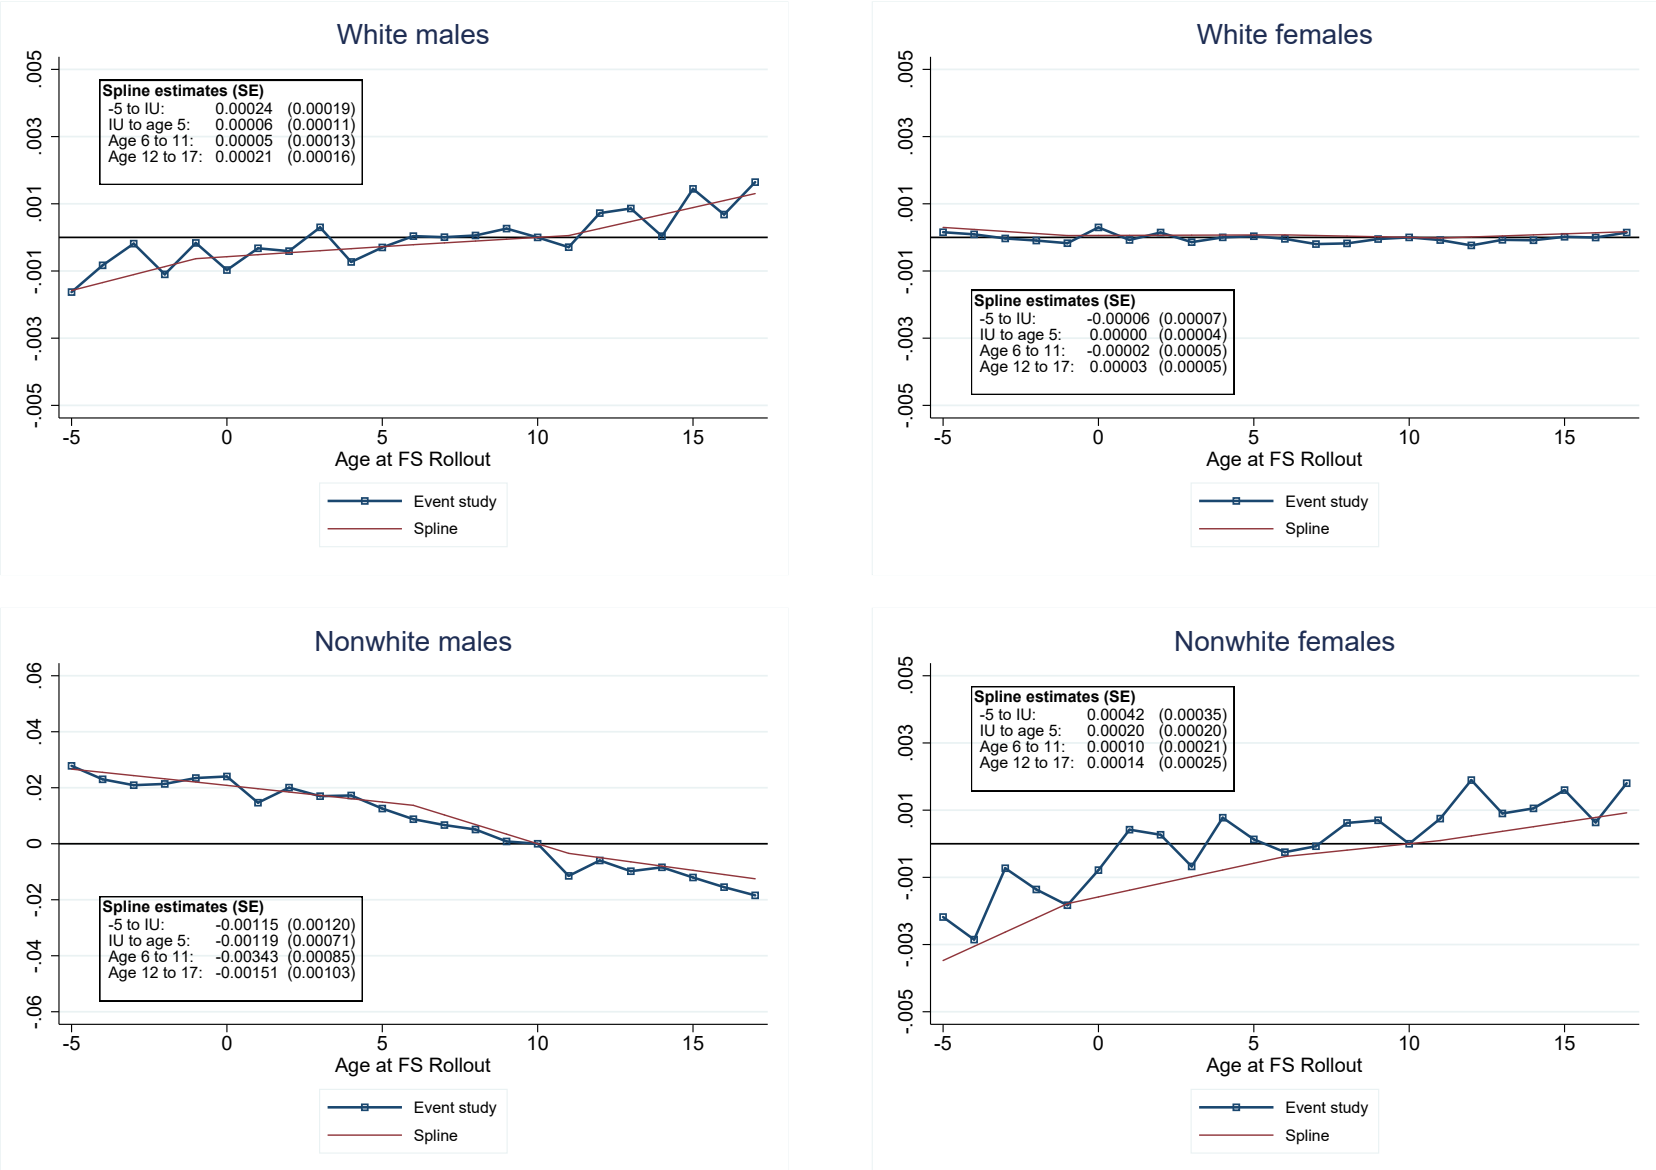 White males
.005
.003
.001
-.001
-.003
-.005
Spline estimates (SE)
-5 to IU: 0.00024 (0.00019)
IU to age 5: 0.00006 (0.00011)
Age 6 to 11: 0.00005 (0.00013)
Age 12 to 17: 0.00021 (0.00016)
-5 0 5 10 15
Age at FS Rollout
Event study
Spline
White females
.005
.003
.001
-.001
-.003
-.005
Spline estimates (SE)
-5 to IU: -0.00006 (0.00007)
IU to age 5: 0.00000 (0.00004)
Age 6 to 11: -0.00002 (0.00005)
Age 12 to 17: 0.00003 (0.00005)
-5 0 5 10 15
Age at FS Rollout
Event study
Spline
Nonwhite males
.06
.04
.02
0
-.02
-.04
-.06
Spline estimates (SE)
-5 to IU: -0.00115 (0.00120)
IU to age 5: -0.00119 (0.00071)
Age 6 to 11: -0.00343 (0.00085)
Age 12 to 17: -0.00151 (0.00103)
-5 0 5 10 15
Age at FS Rollout
Event study
Spline
Nonwhite females
.005
.003
.001
-.001
-.003
-.005
Spline estimates (SE)
-5 to IU: 0.00042 (0.00035)
IU to age 5: 0.00020 (0.00020)
Age 6 to 11: 0.00010 (0.00021)
Age 12 to 17: 0.00014 (0.00025)
-5 0 5 10 15
Age at FS Rollout
Event study
Spline